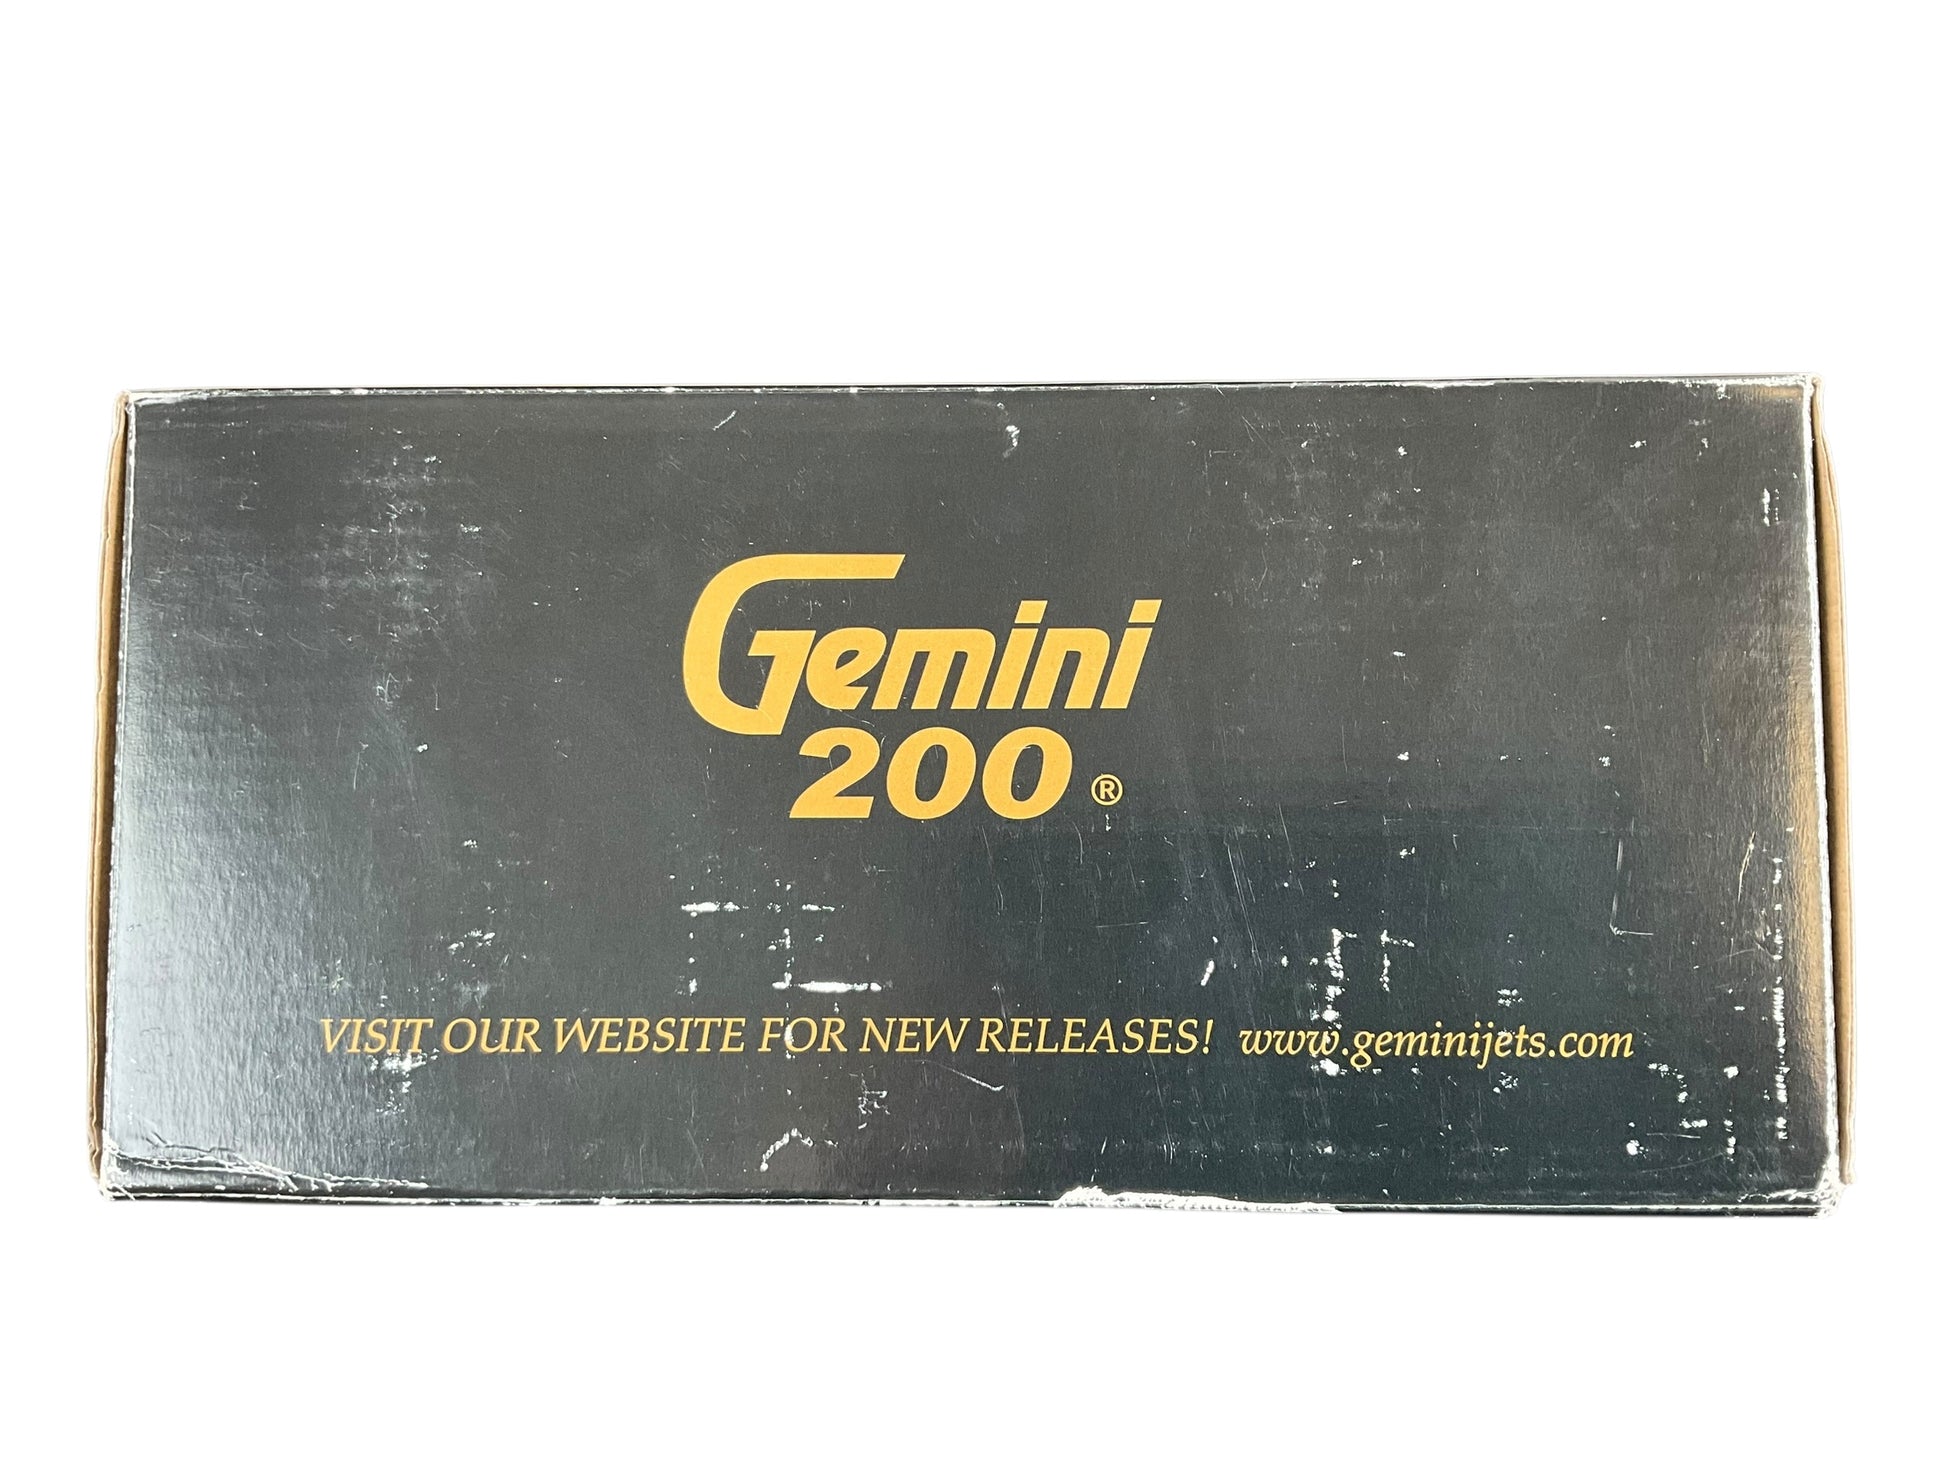 Gemini
200 ®
VISIT OUR WEBSITE FOR NEW RELEASES! www.geminijets.com